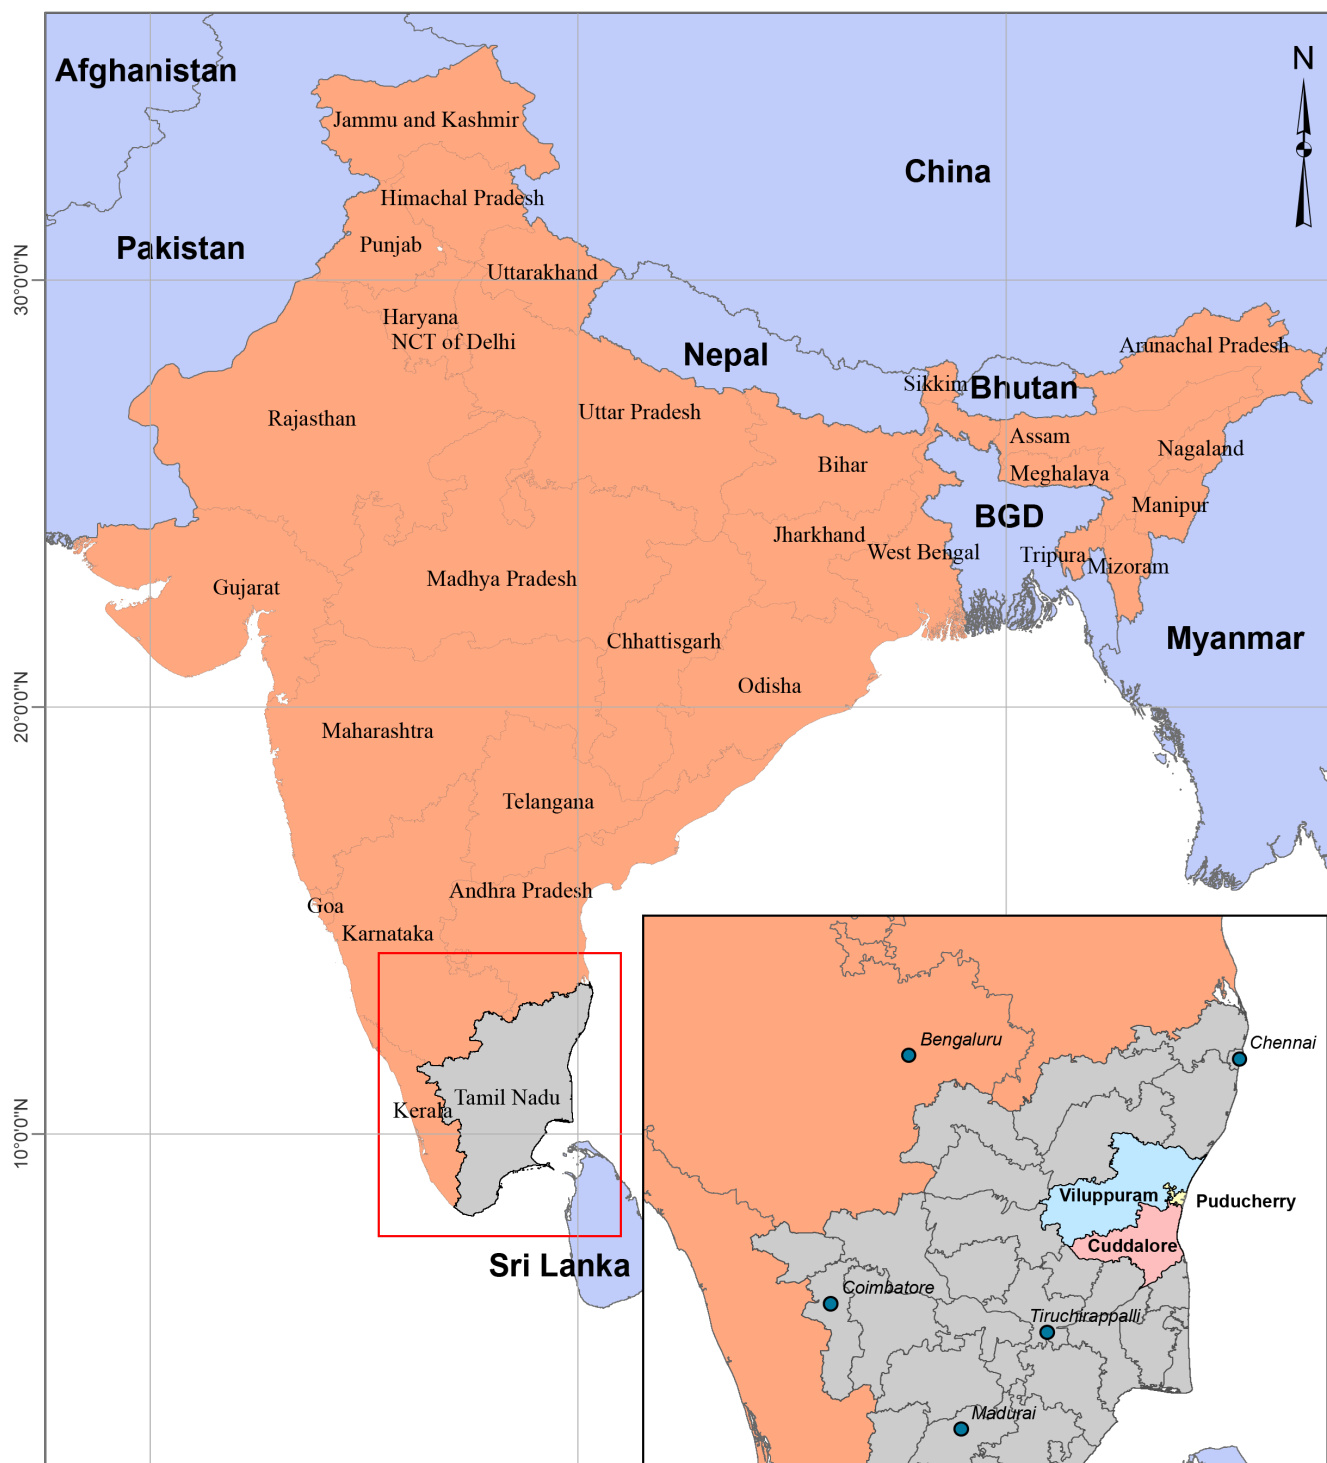 Afghanistan
N
Jammu and Kashmir
China
Himachal Pradesh
Punjab
Pakistan
Uttarakhand
30°0'0"N
Haryana
NCT of Delhi
Nepal
Arunachal Pradesh
Sikkim
Bhutan
Rajasthan
Uttar Pradesh
Assam
Nagaland
Bihar
Meghalaya
Manipur
BGD
Jharkhand
West Bengal
Tripura
Mizoram
Madhya Pradesh
Gujarat
Chhattisgarh
Myanmar
Odisha
20°0'0"N
Maharashtra
Telangana
Andhra Pradesh
Goa
Karnataka
Bengaluru
Chennai
Tamil Nadu
Kerala
10°0'0"N
Viluppuram
Puducherry
Cuddalore
Sri Lanka
Coimbatore
Tiruchirappalli
Madurai